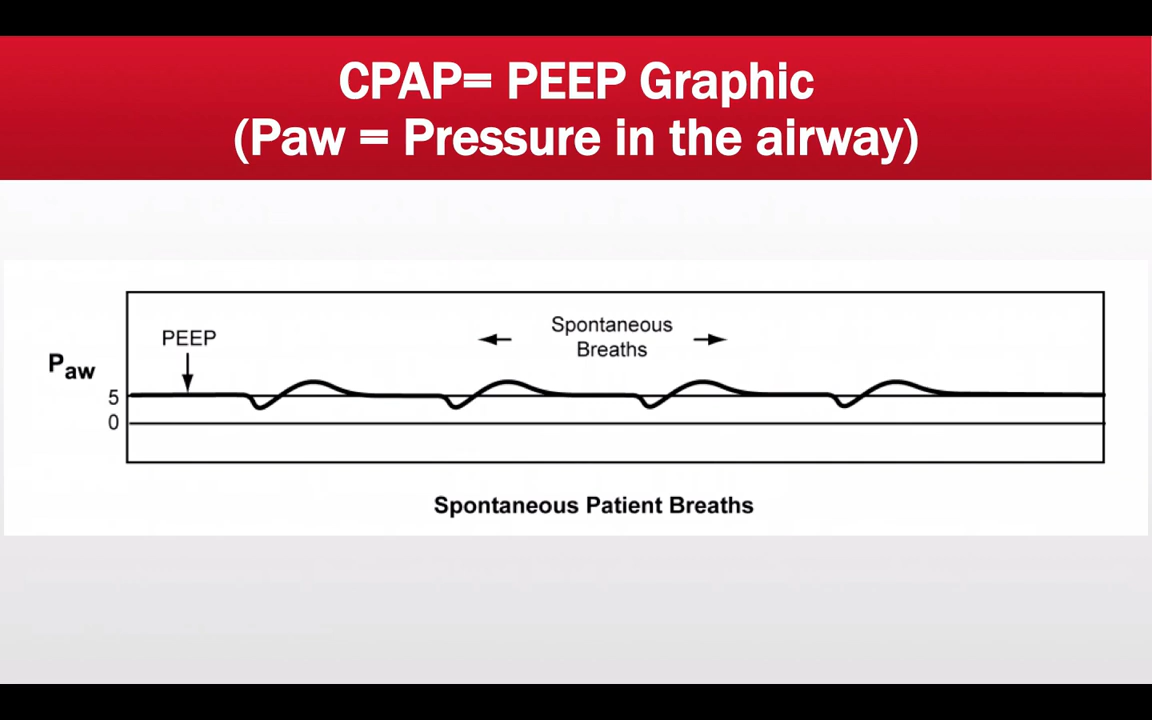 CPAP= PEEP Graphic
(Paw = Pressure in the airway)
PEEP
Spontaneous
Breaths
Paw
5
0
Spontaneous Patient Breaths